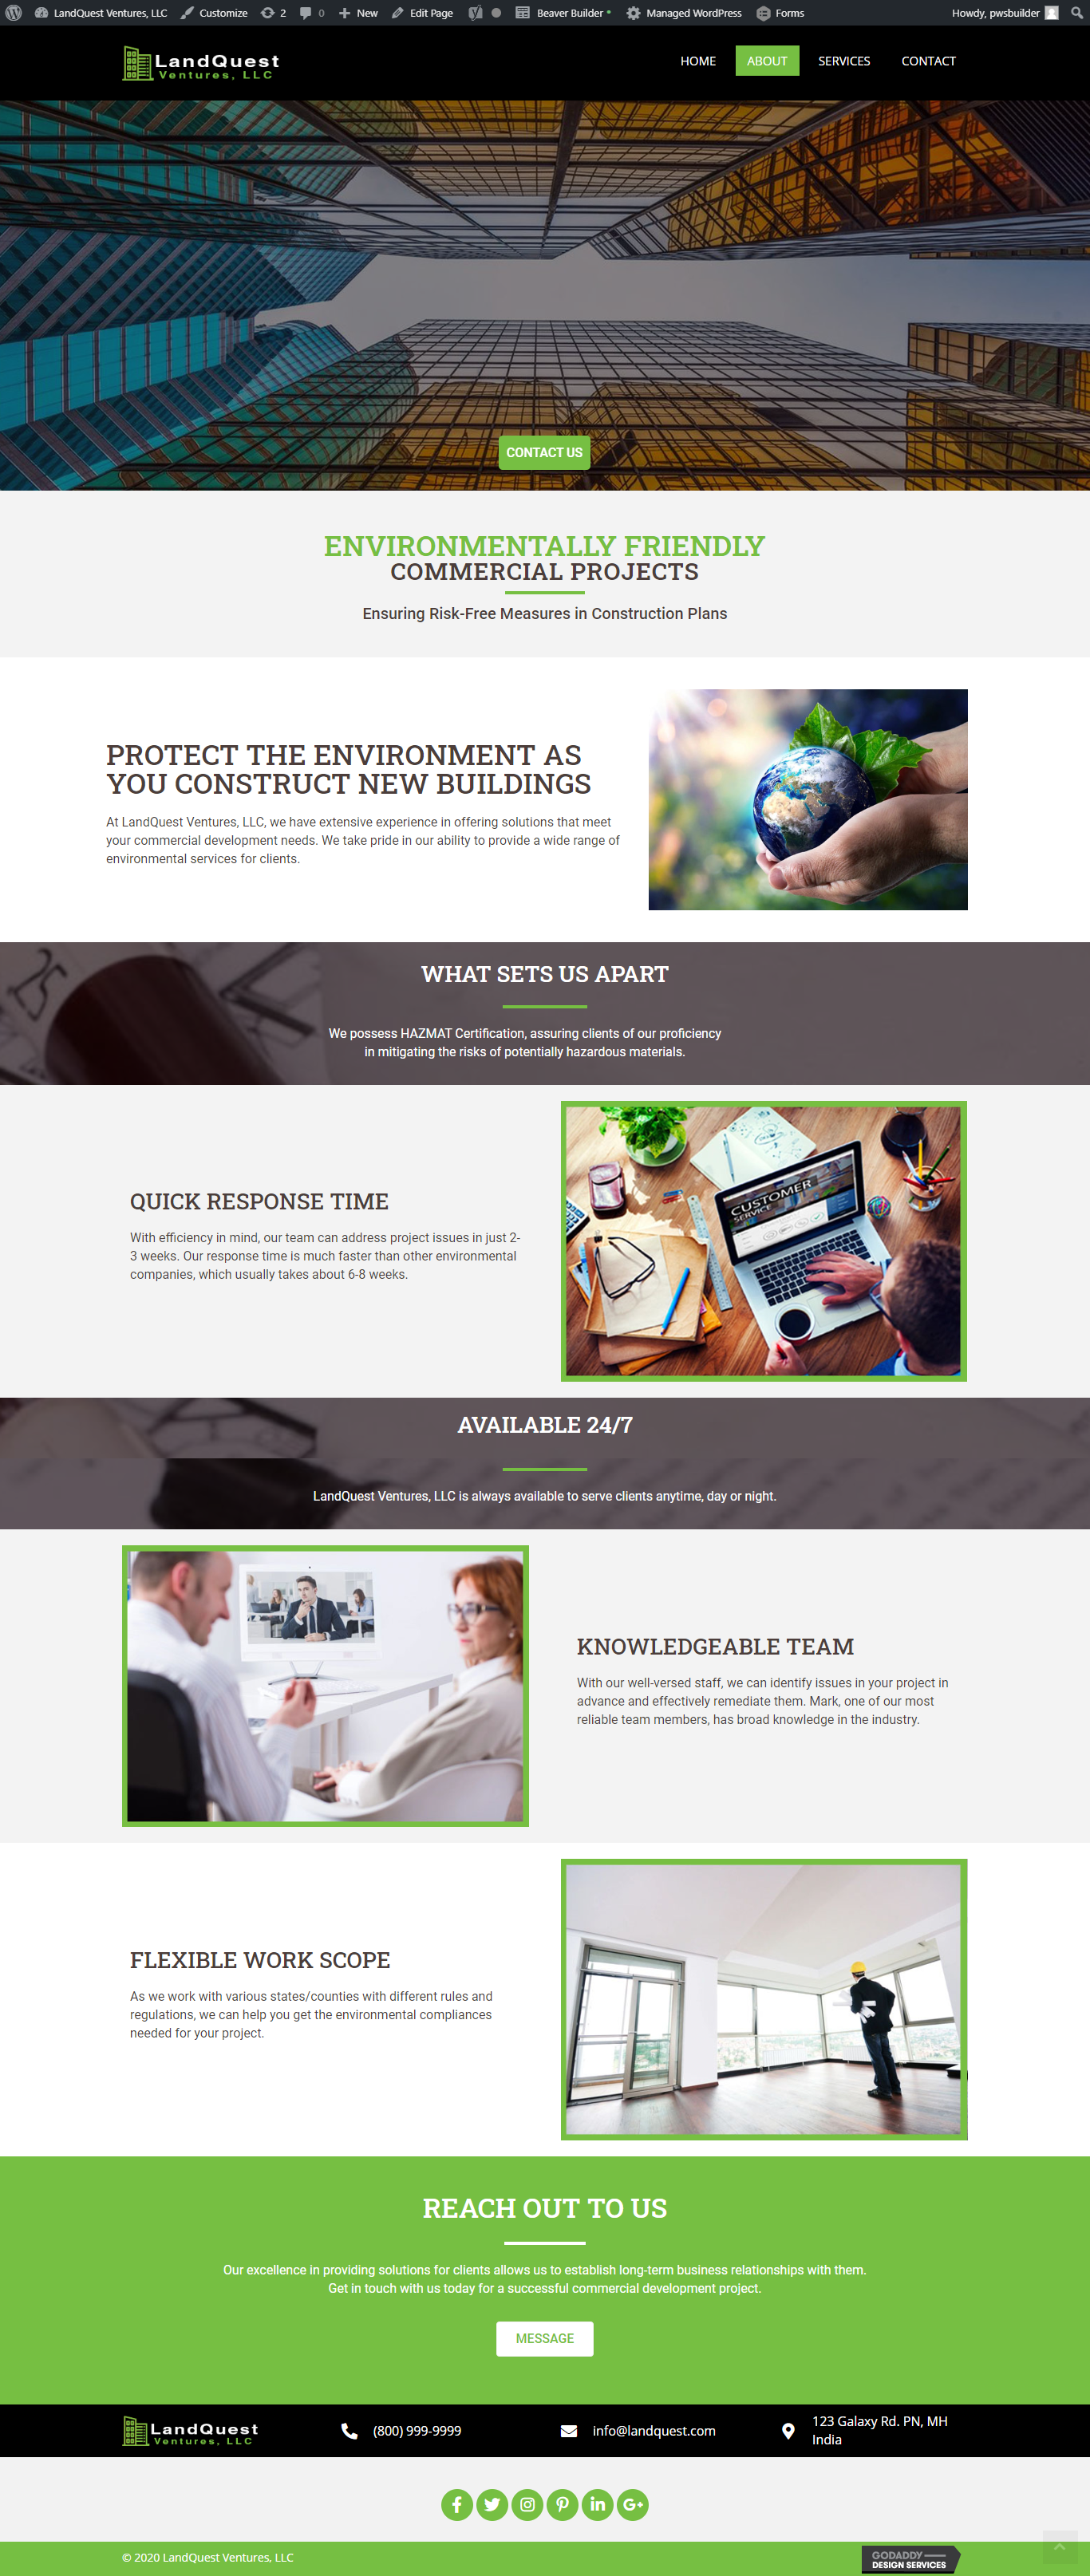 LandQuest Ventures, LLC Customize 2 0 New Edit Page Beaver Builder Managed WordPress Forms Howdy, pwsbuilder
LandQuest
Ventures, LLC
HOME ABOUT SERVICES CONTACT
CONTACT US
ENVIRONMENTALLY FRIENDLY
COMMERCIAL PROJECTS
Ensuring Risk-Free Measures in Construction Plans
PROTECT THE ENVIRONMENT AS
YOU CONSTRUCT NEW BUILDINGS
At LandQuest Ventures, LLC, we have extensive experience in offering solutions that meet
your commercial development needs. We take pride in our ability to provide a wide range of
environmental services for clients.
WHAT SETS US APART
We possess HAZMAT Certification, assuring clients of our proficiency
in mitigating the risks of potentially hazardous materials.
QUICK RESPONSE TIME
With efficiency in mind, our team can address project issues in just 2-
3 weeks. Our response time is much faster than other environmental
companies, which usually takes about 6-8 weeks.
CUSTOMER
SERVICE
AVAILABLE 24/7
LandQuest Ventures, LLC is always available to serve clients anytime, day or night.
KNOWLEDGEABLE TEAM
With our well-versed staff, we can identify issues in your project in
advance and effectively remediate them. Mark, one of our most
reliable team members, has broad knowledge in the industry.
FLEXIBLE WORK SCOPE
As we work with various states/counties with different rules and
regulations, we can help you get the environmental compliances
needed for your project.
REACH OUT TO US
Our excellence in providing solutions for clients allows us to establish long-term business relationships with them.
Get in touch with us today for a successful commercial development project.
MESSAGE
LandQuest
Ventures, LLC
(800) 999-9999
info@landquest.com
123 Galaxy Rd. PN, MH
India
© 2020 LandQuest Ventures, LLC
GODADDY
DESIGN SERVICES